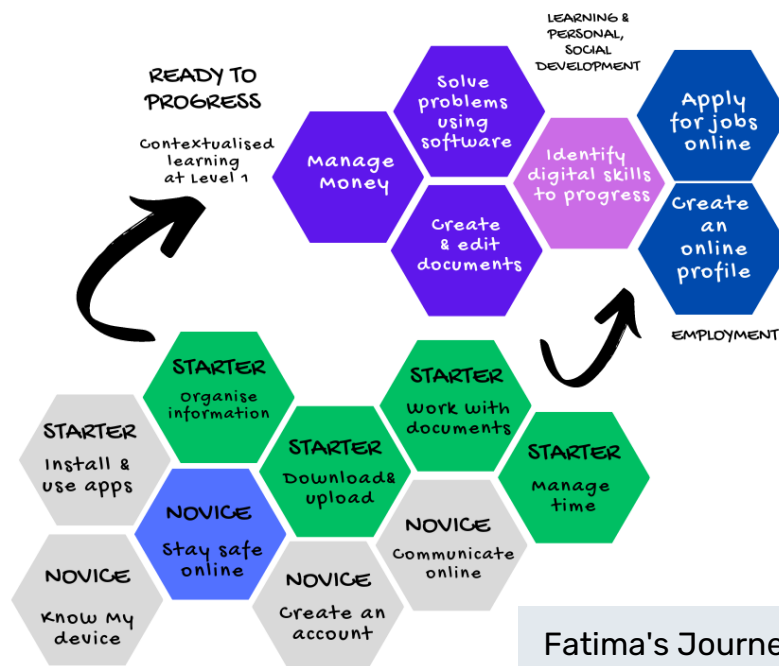 LEARNING &
PERSONAL,
SOCIAL
DEVELOPMENT
READY TO
PROGRESS
Contextualised
learning
at Level 1
Manage
Money
Solve
problems
using
software
Create
& edit
documents
Identify
digital skills
to progress
Apply
for jobs
online
Create
an
online
profile
EMPLOYMENT
STARTER
Organise
information
STARTER
Work with
documents
STARTER
Install &
use apps
STARTER
Download&
upload
STARTER
Manage
time
NOVICE
Stay safe
online
NOVICE
Communicate
online
NOVICE
Know My
device
NOVICE
Create an
account
Fatima's Journe